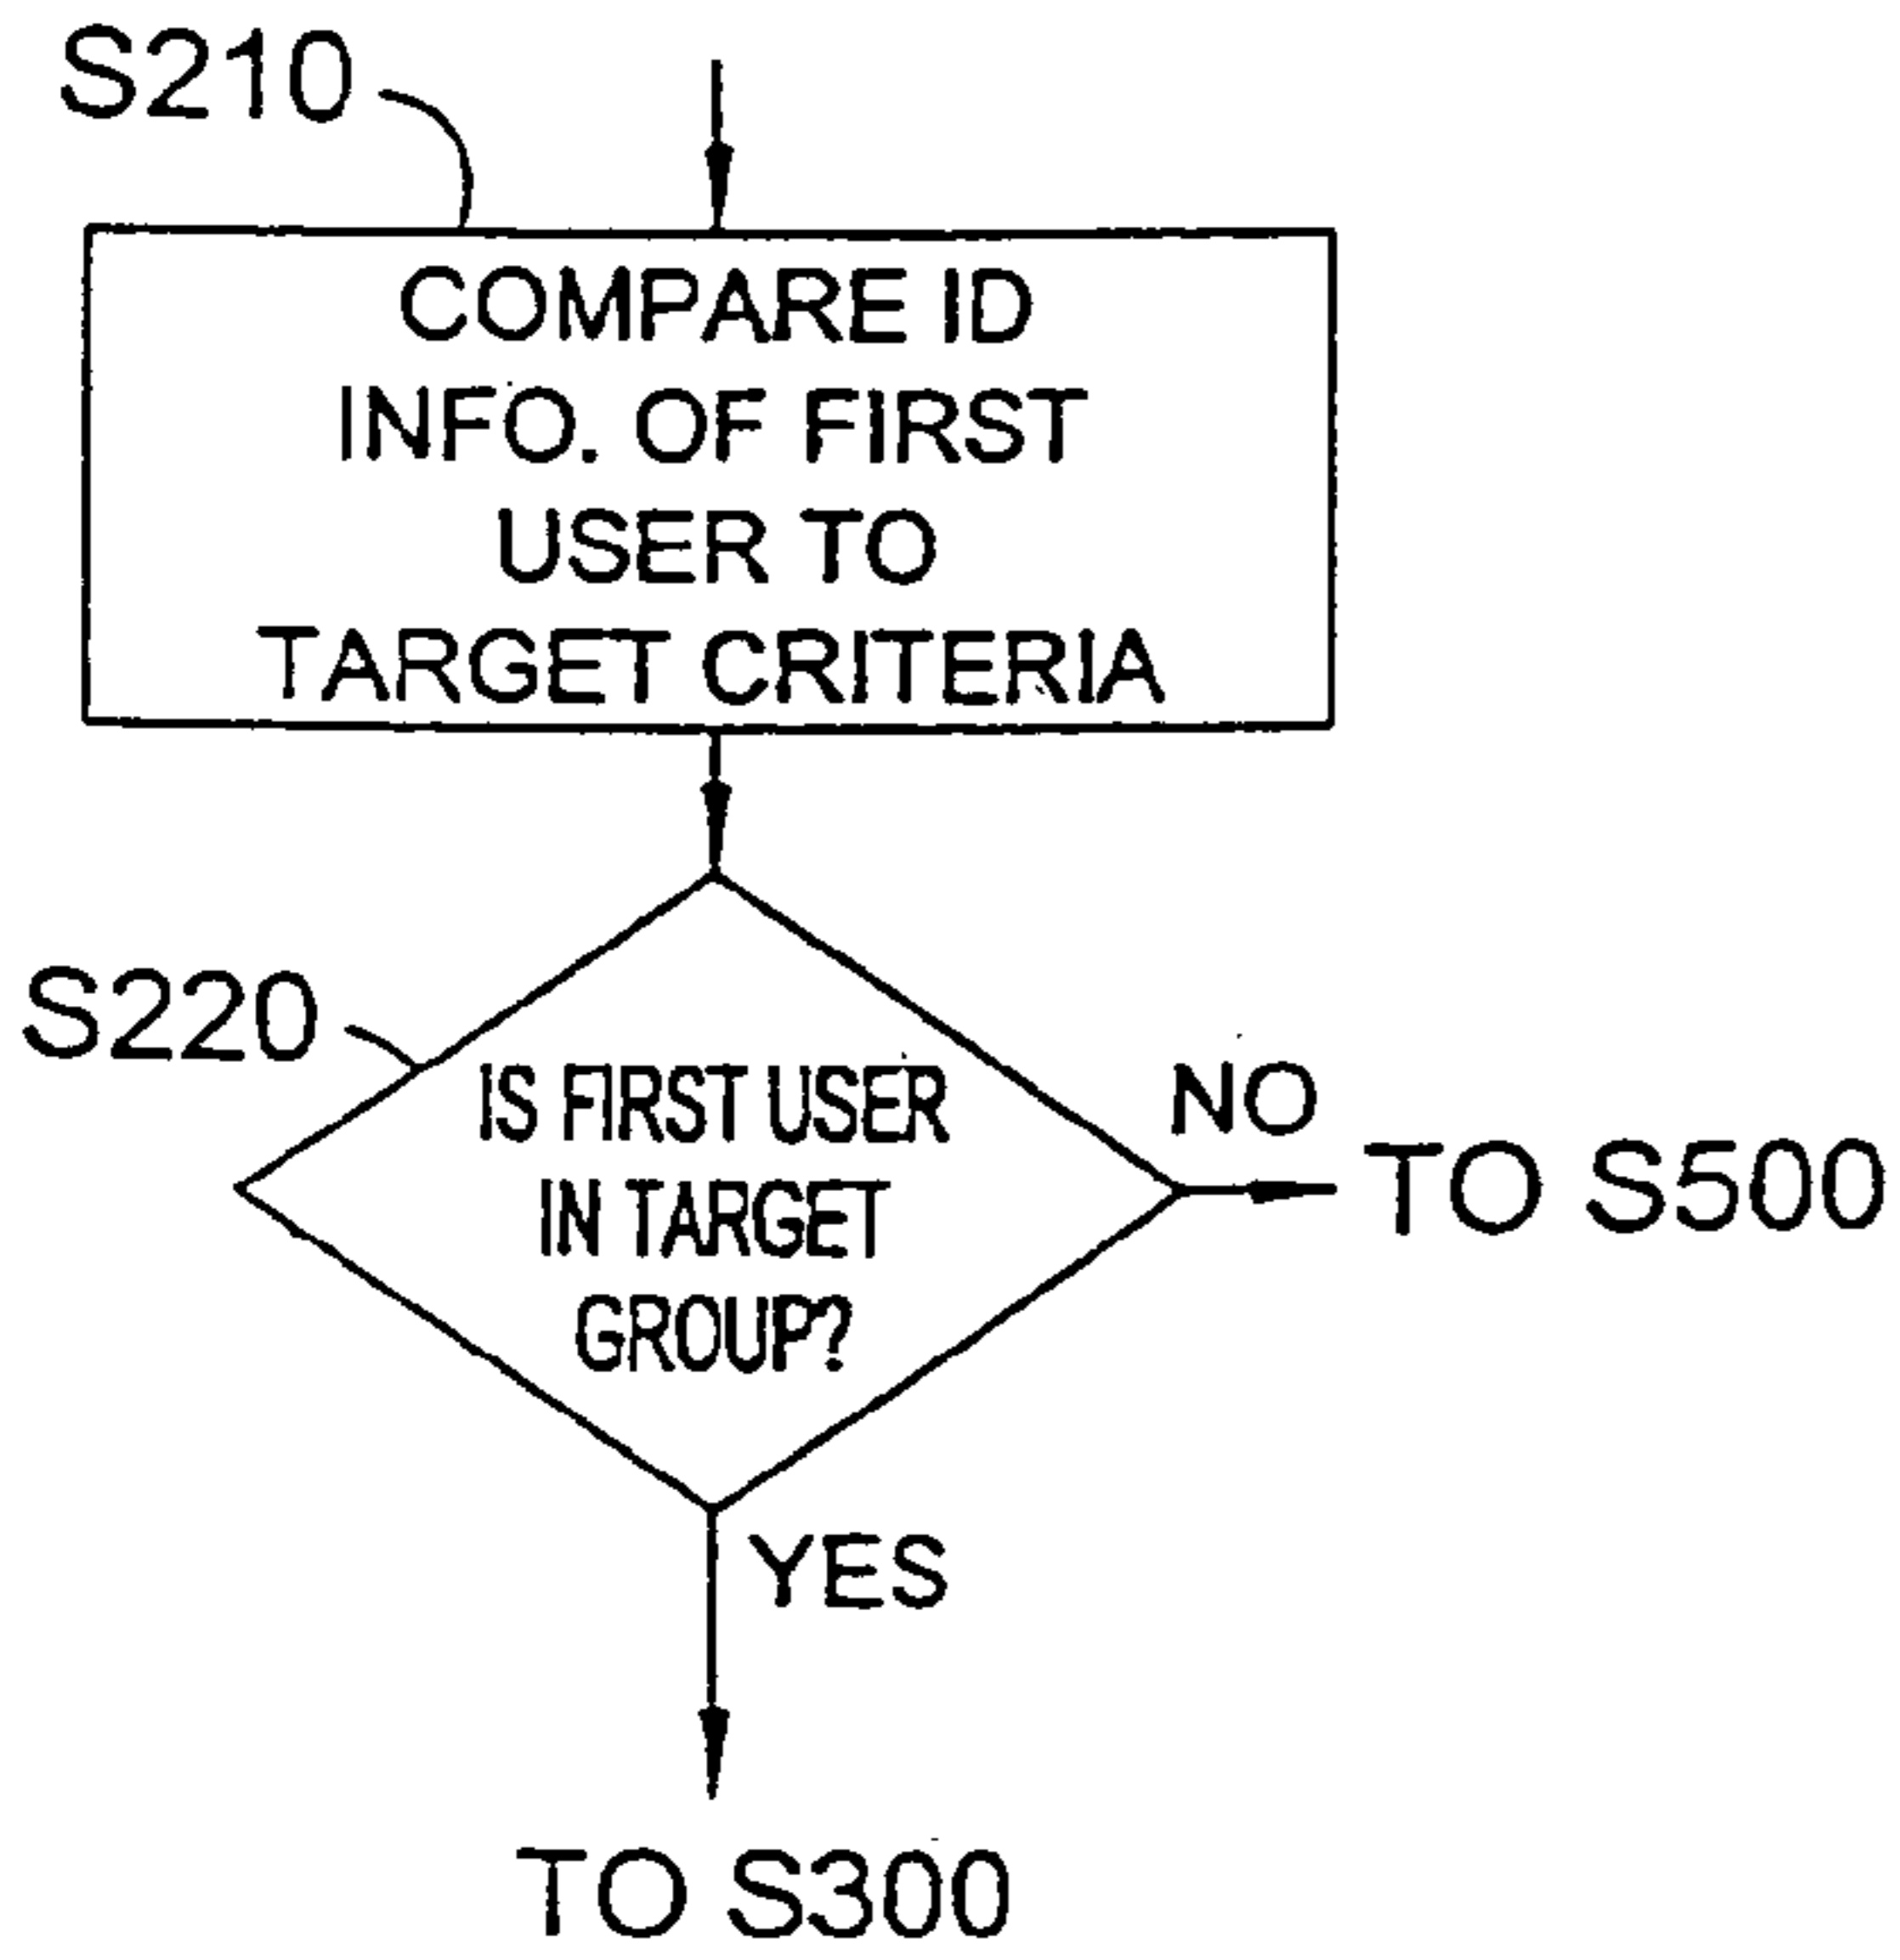 S210
COMPARE ID
INFO. OF FIRST
USER TO
TARGET CRITERIA
S220
IS FIRST USER
IN TARGET
GROUP?
NO
TO S500
YES
TO S300